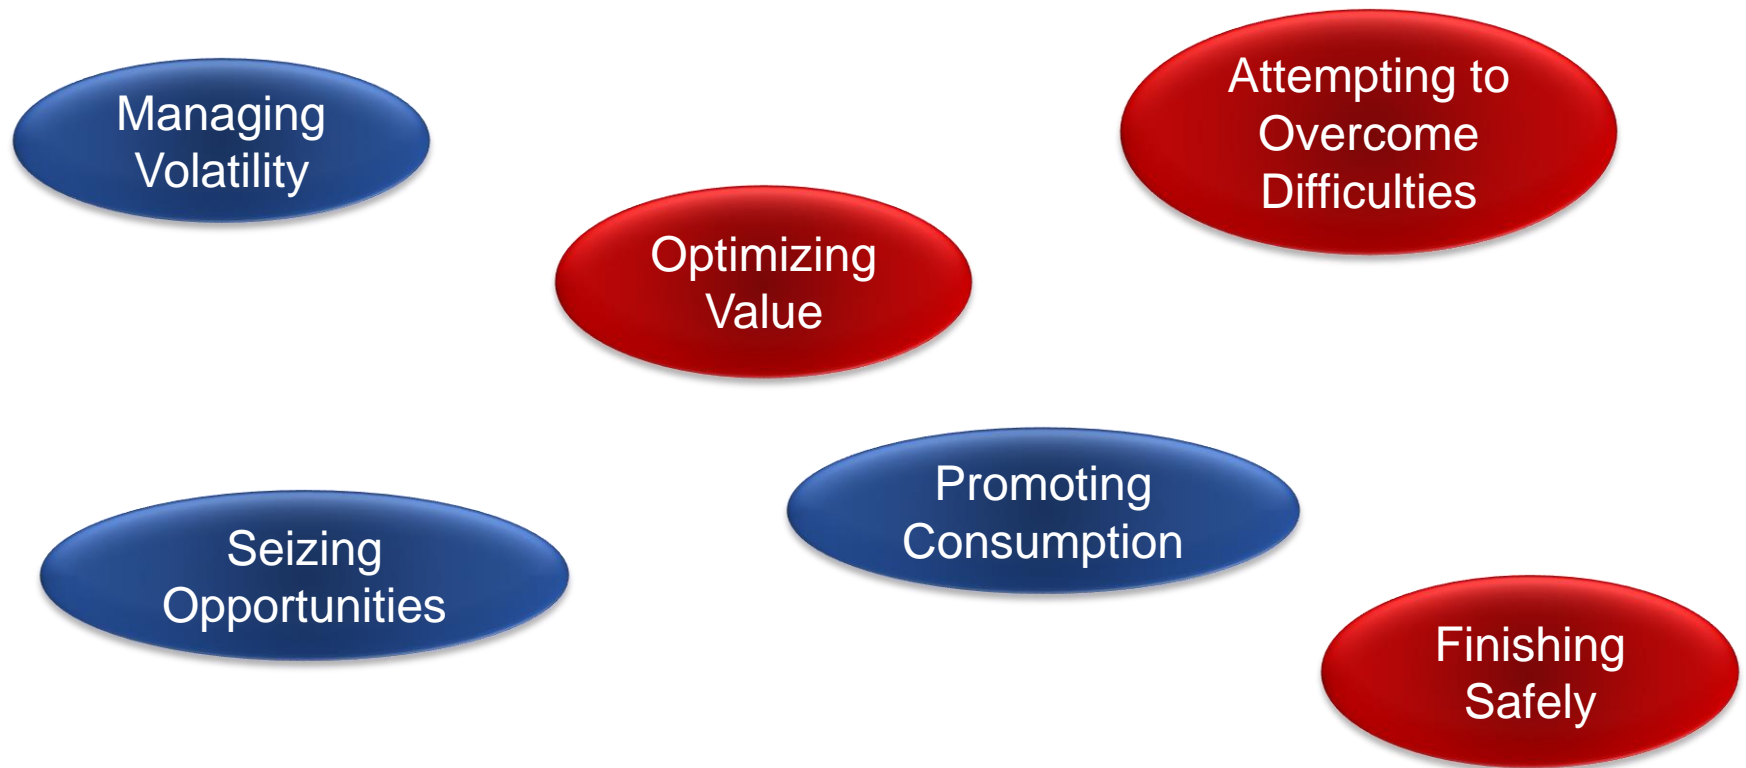 Managing
Volatility
Attempting to
Overcome
Difficulties
Optimizing
Value
Promoting
Consumption
Seizing
Opportunities
Finishing
Safely